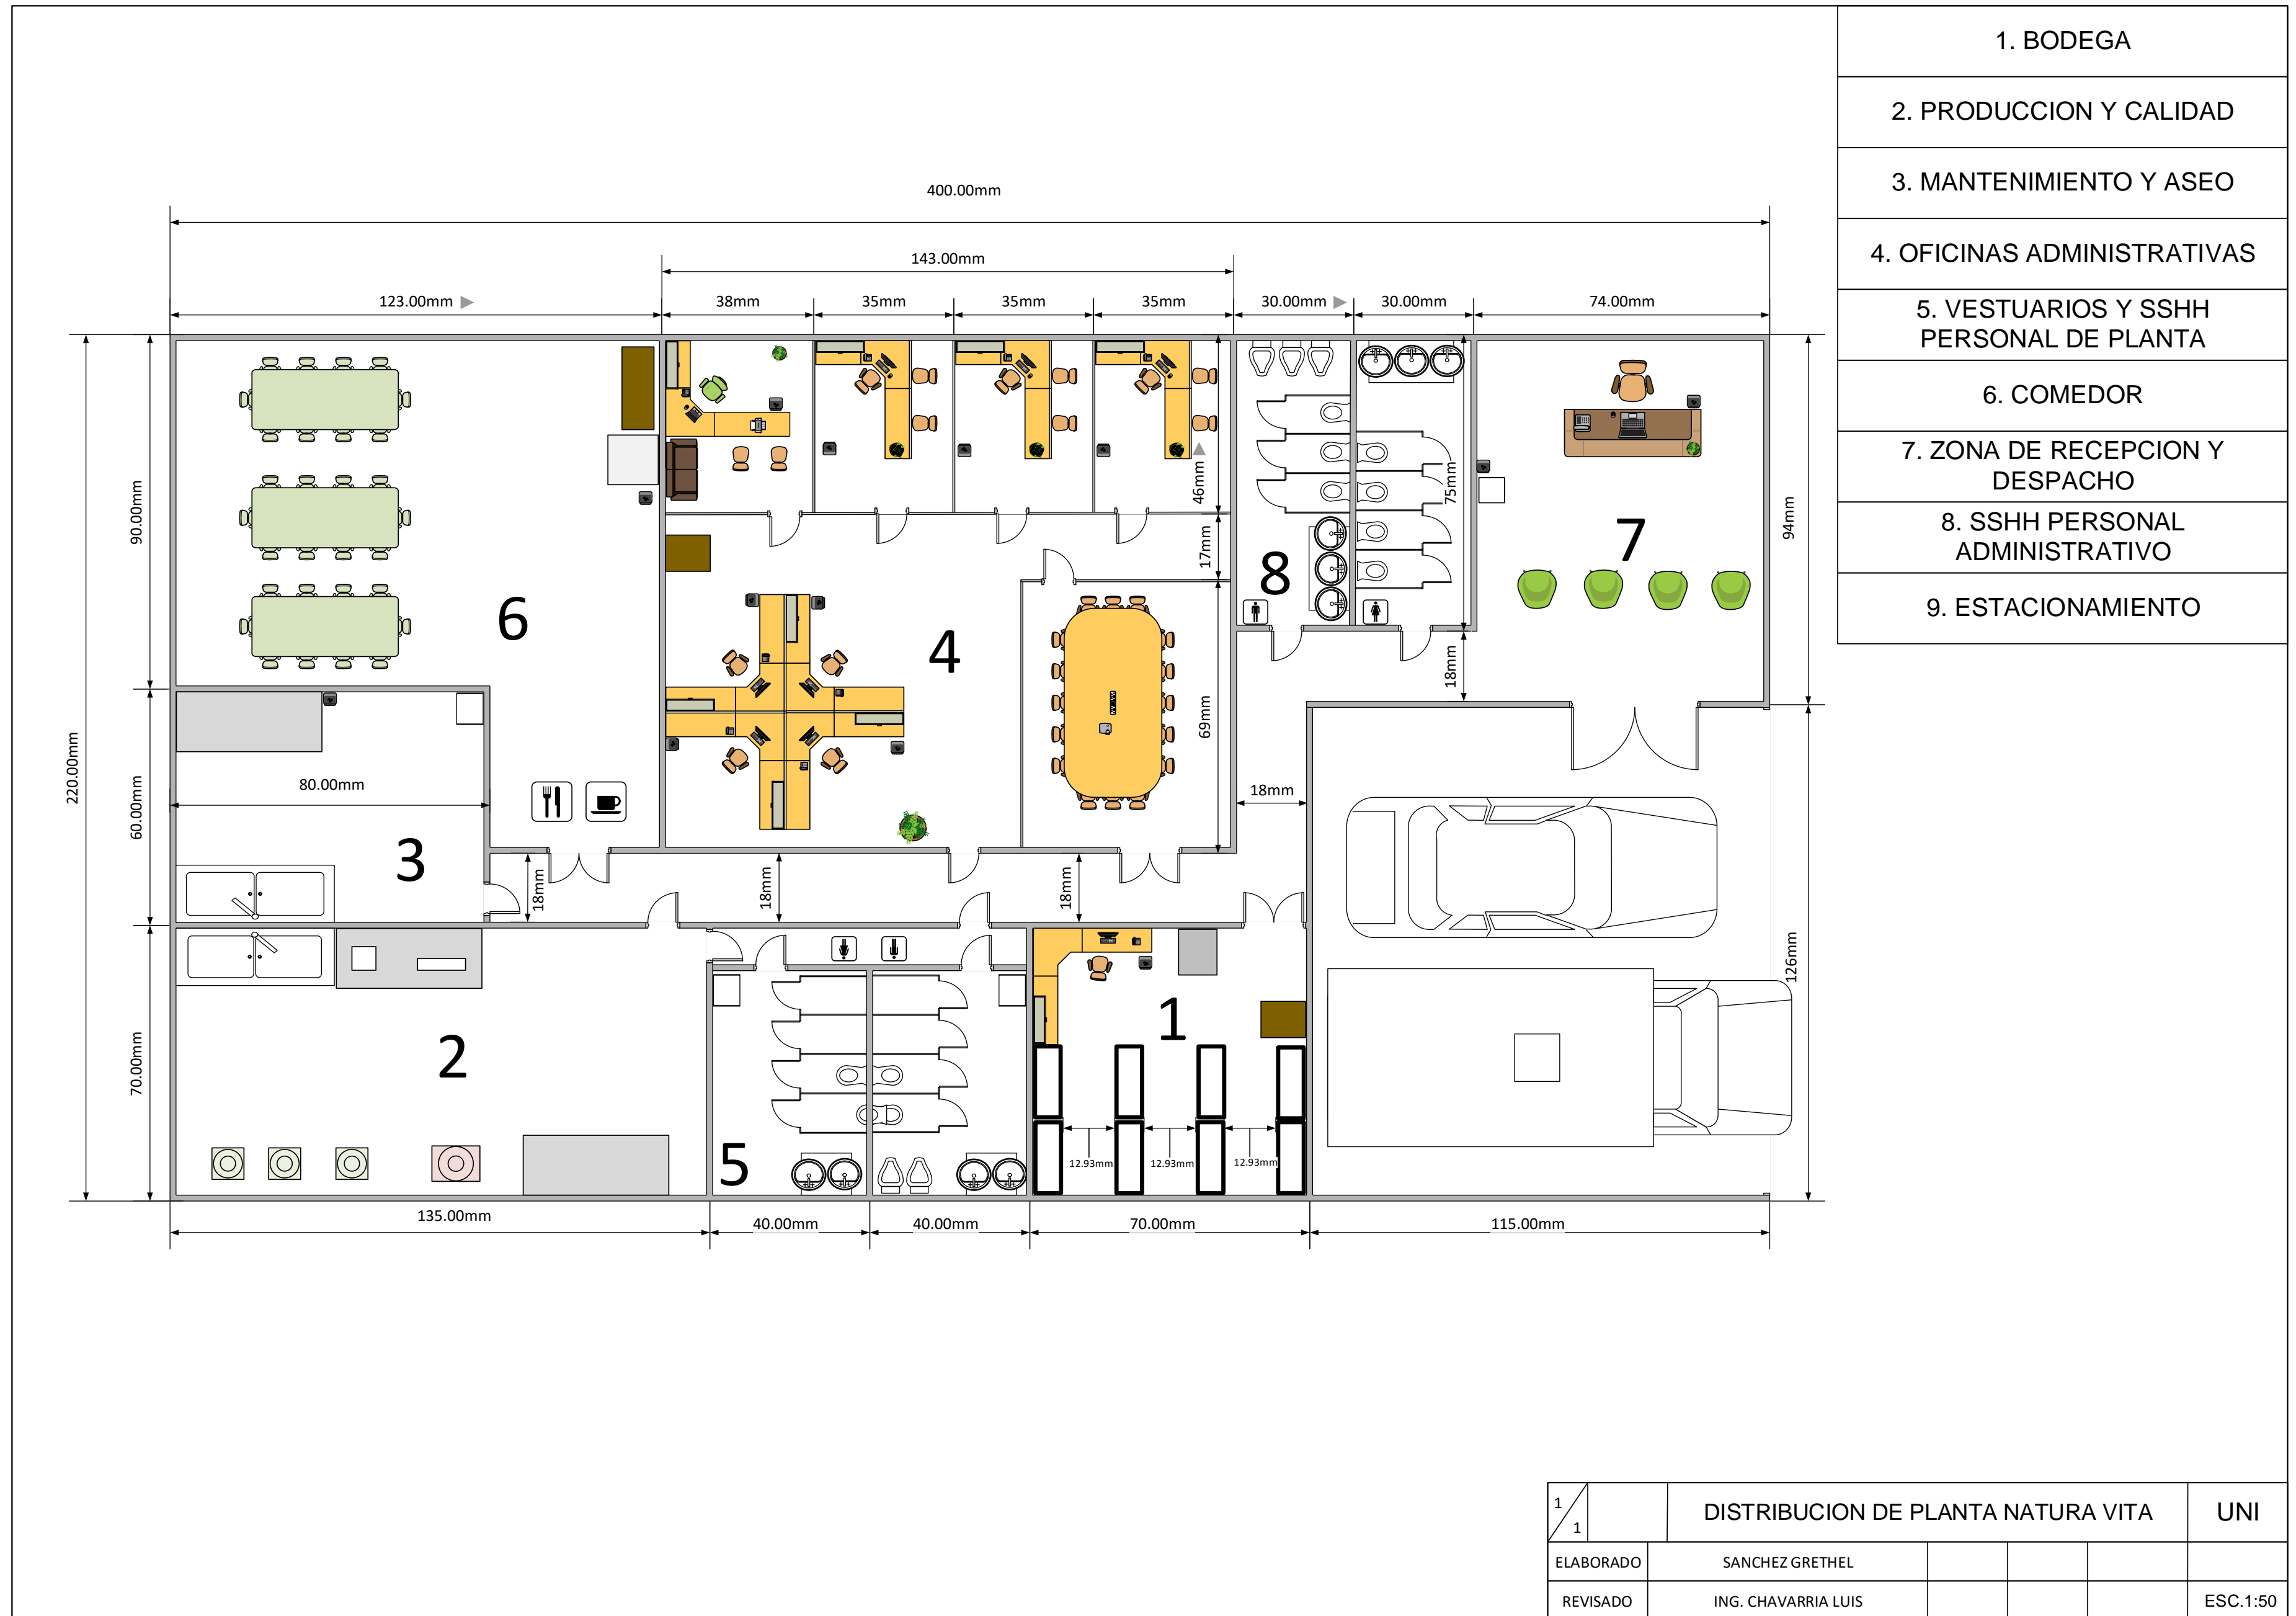 1. BODEGA
2. PRODUCCION Y CALIDAD
3. MANTENIMIENTO Y ASEO
4. OFICINAS ADMINISTRATIVAS
5. VESTUARIOS Y SSHH
PERSONAL DE PLANTA
6. COMEDOR
7. ZONA DE RECEPCION Y
DESPACHO
8. SSHH PERSONAL
ADMINISTRATIVO
9. ESTACIONAMIENTO
400.00mm
143.00mm
123.00mm
38mm
35mm
35mm
35mm
30.00mm
30.00mm
74.00mm
220.00mm
90.00mm
60.00mm
70.00mm
46mm
17mm
69mm
75mm
18mm
94mm
126mm
6
4
8
7
80.00mm
3
18mm
18mm
18mm
18mm
2
5
1
12.93mm
12.93mm
12.93mm
135.00mm
40.00mm
40.00mm
70.00mm
115.00mm
1
1
DISTRIBUCION DE PLANTA NATURA VITA
UNI
ELABORADO
SANCHEZ GRETHEL
REVISADO
ING. CHAVARRIA LUIS
ESC.1:50